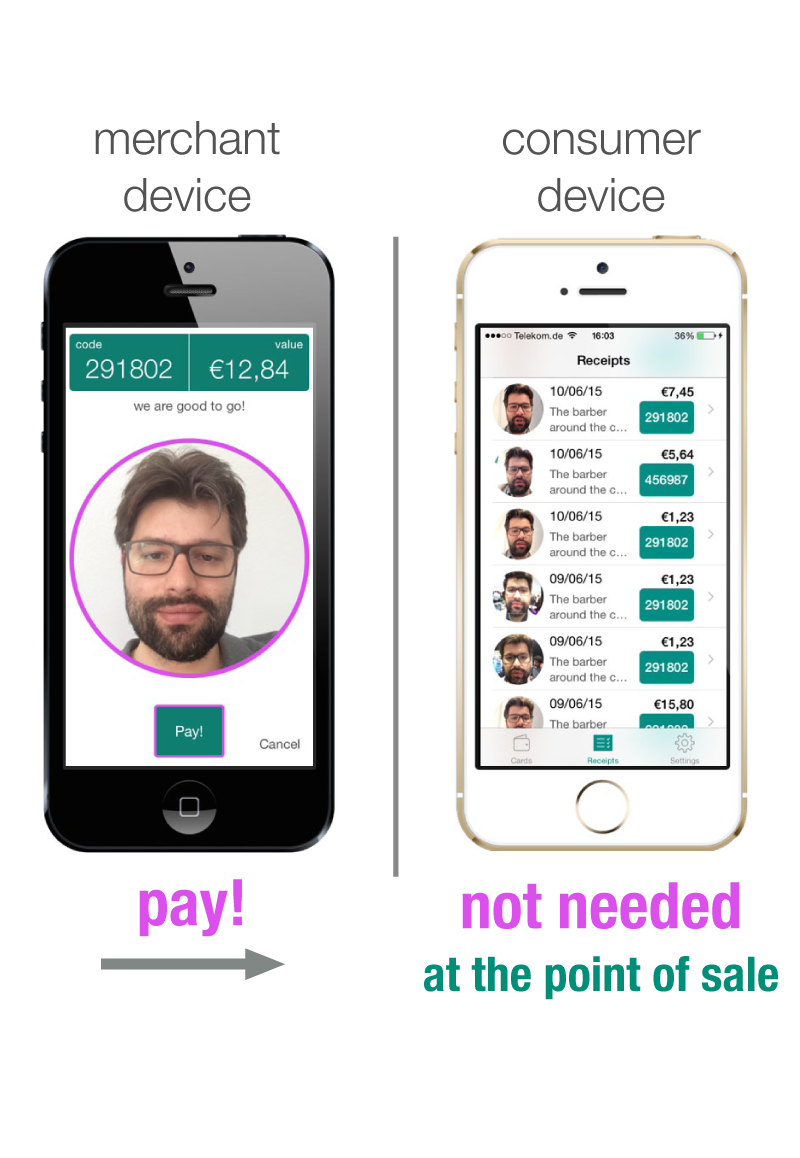 merchant
device
consumer
device
code
value
291802
€12,84
we are good to go!
Pay!
Cancel
Telekom.de
16:03
36%
Receipts
10/06/15
€7,45
The barber
around the c...
291802
10/06/15
€5,64
The barber
around the c...
456987
10/06/15
€1,23
The barber
around the c...
291802
09/06/15
€1,23
The barber
around the c...
291802
09/06/15
€1,23
The barber
around the c...
291802
09/06/15
€15,80
The barber
Cards
Receipts
Settings
pay!
not needed
at the point of sale